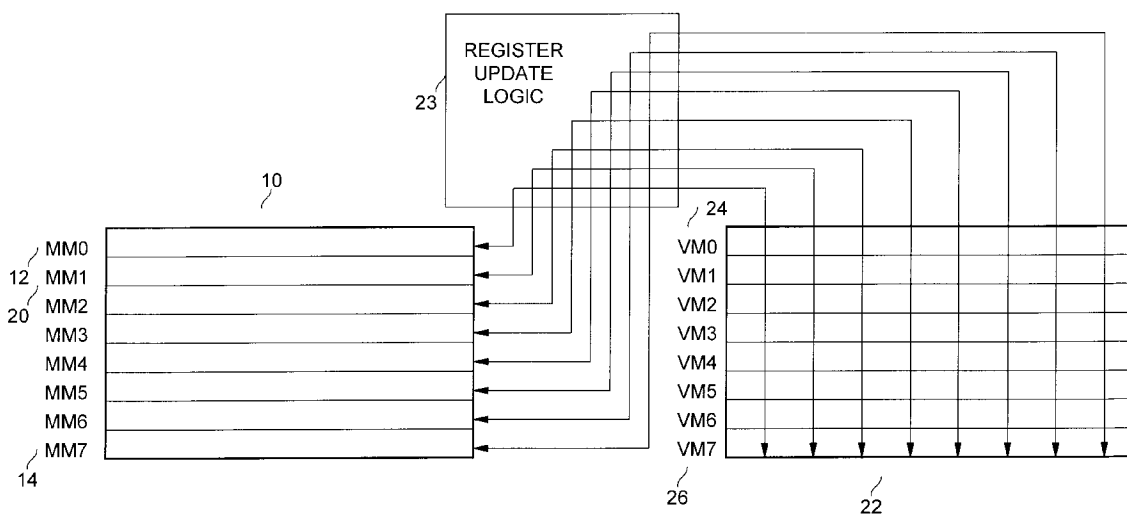 REGISTER
UPDATE
LOGIC
23
10
24
12
MM0
MM1
20
MM2
MM3
MM4
MM5
MM6
MM7
14
VM0
VM1
VM2
VM3
VM4
VM5
VM6
VM7
26
22